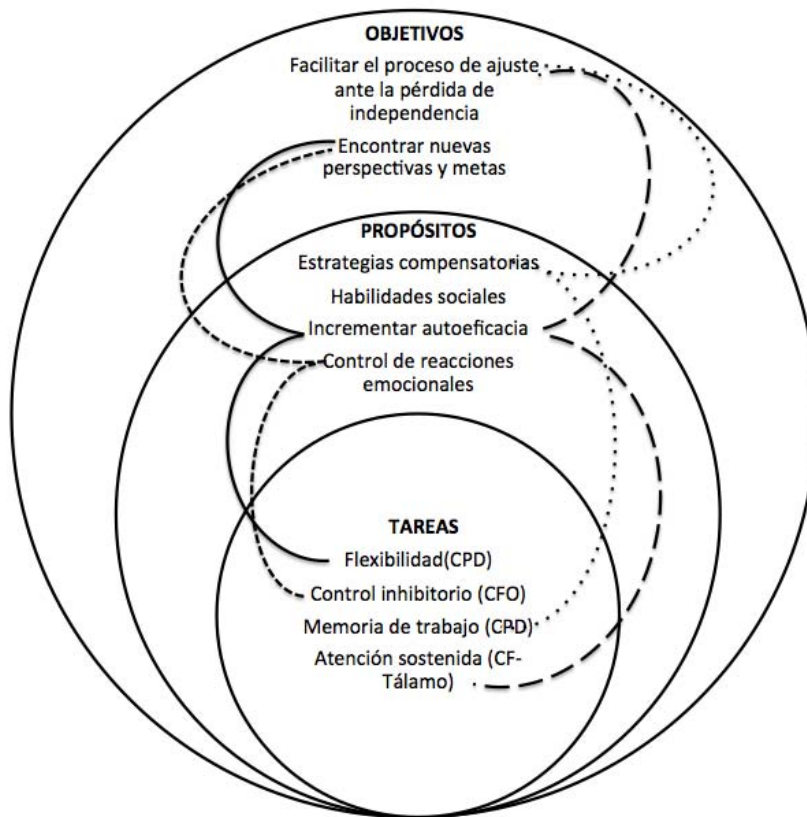 OBJETIVOS
Facilitar el proceso de ajuste
ante la pérdida de
independencia
Encontrar nuevas
perspectivas y metas
PROPÓSITOS
Estrategias compensatorias
Habilidades sociales
Incrementar autoeficacia
Control de reacciones
emocionales
TAREAS
Flexibilidad(CPD)
Control inhibitorio (CFO)
Memoria de trabajo (CPD)
Atención sostenida (CF-
Tálamo)